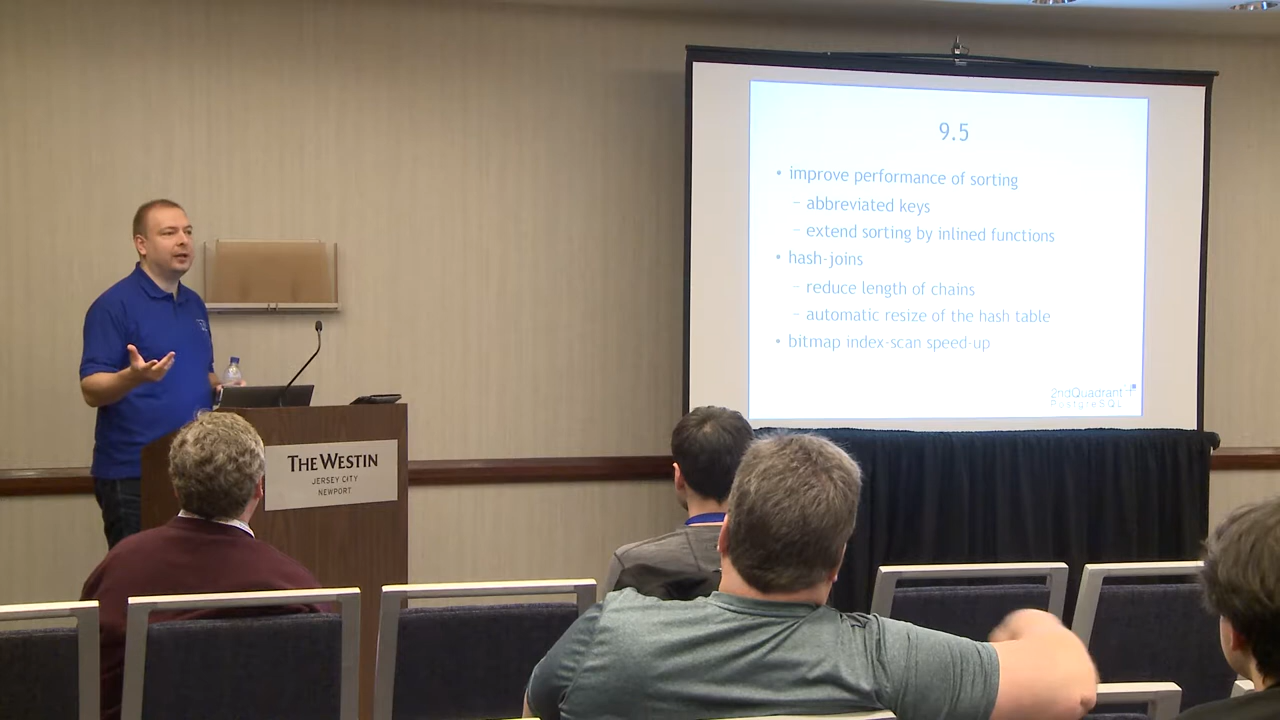 9.5
• improve performance of sorting
– abbreviated keys
– extend sorting by inlined functions
• hash-joins
– reduce length of chains
– automatic resize of the hash table
• bitmap index-scan speed-up
2ndQuadrant
PostgreSQL
THE WESTIN
JERSEY CITY
NEWPORT